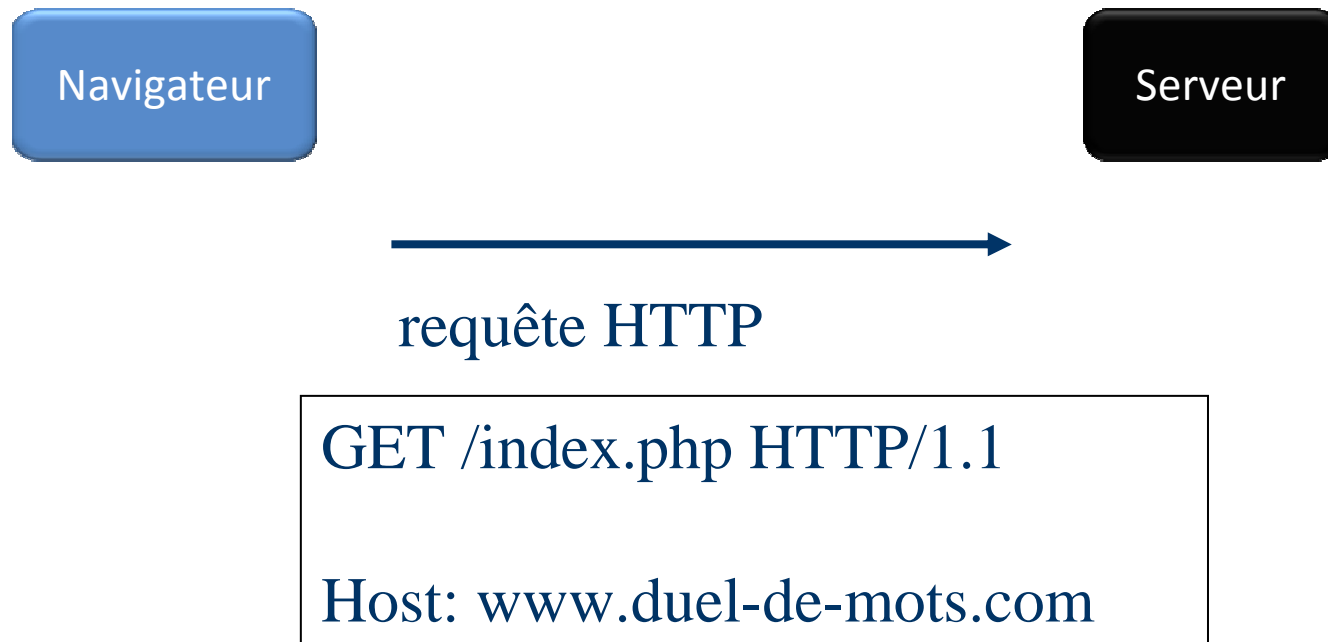 Navigateur
Serveur
requête HTTP
GET /index.php HTTP/1.1
Host: www.duel-de-mots.com